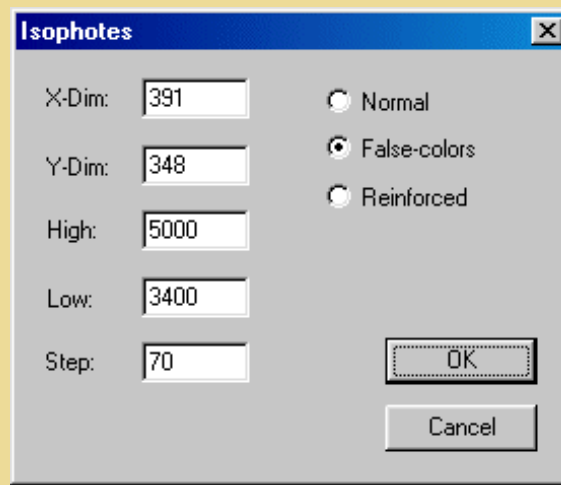 Isophotes
X-Dim: 391
Normal
False-colors
Y-Dim: 348
Reinforced
High: 5000
Low: 3400
Step: 70
OK
Cancel